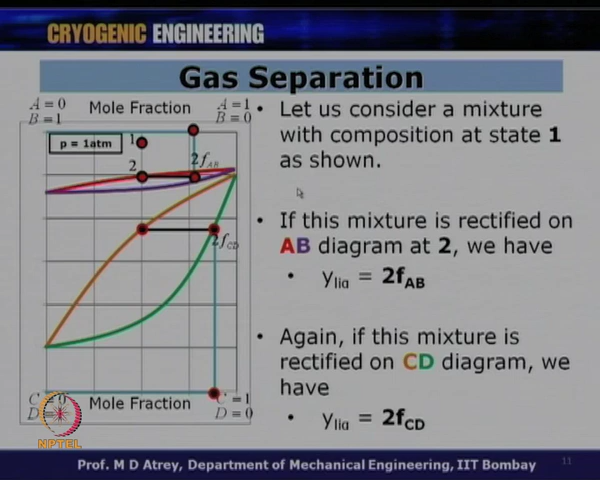 CRYOGENIC ENGINEERING
Gas Separation
A = 0 Mole Fraction A = 1
B = 1 B = 0
p = 1atm
1
2
2f_AB
2f_CD
C = 0 Mole Fraction C = 1
D = D = 0
NPTEL
• Let us consider a mixture
with composition at state 1
as shown.
• If this mixture is rectified on
AB diagram at 2, we have
• y_liq = 2f_AB
• Again, if this mixture is
rectified on CD diagram, we
have
• y_liq = 2f_CD
Prof. M D Atrey, Department of Mechanical Engineering, IIT Bombay
11